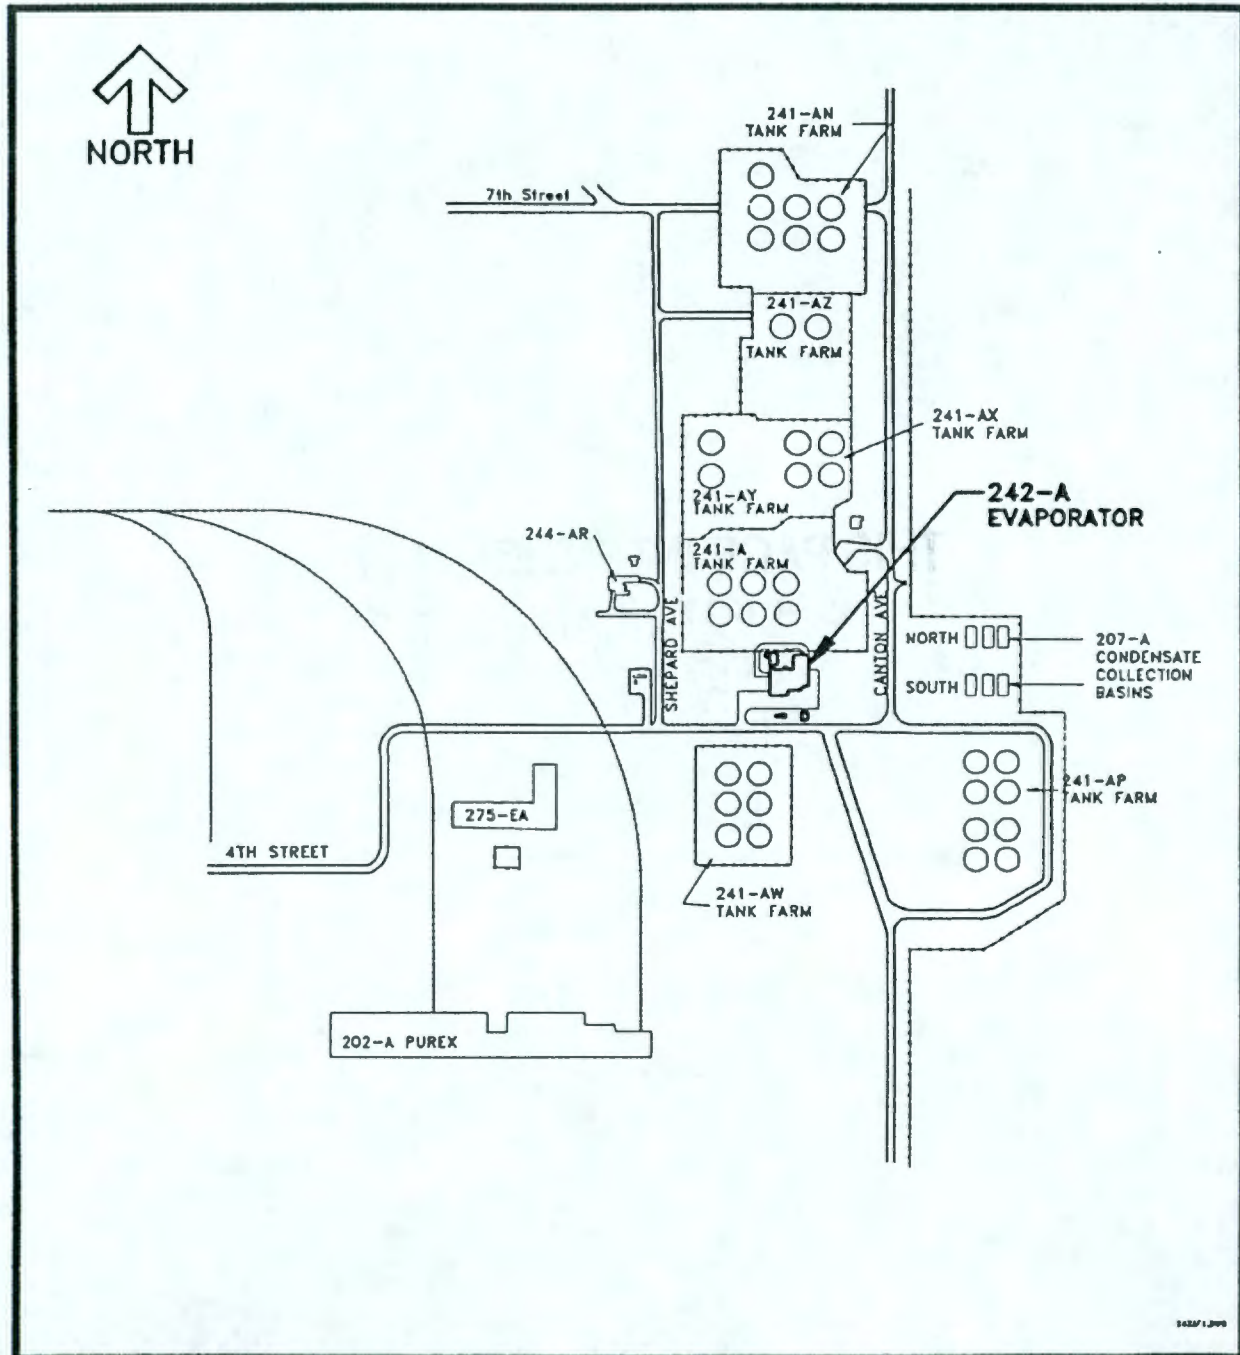 NORTH
241-AN
TANK FARM
7th Street
241-AZ
TANK FARM
241-AX
TANK FARM
241-AY
TANK FARM
242-A
EVAPORATOR
244-AR
241-A
TANK FARM
SHEPARD AVE
CANTON AVE
NORTH
SOUTH
207-A
CONDENSATE
COLLECTION
BASINS
241-AP
TANK FARM
275-EA
4TH STREET
241-AW
TANK FARM
202-A PUREX